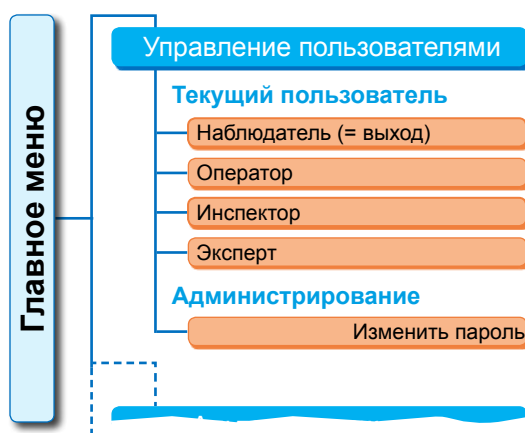 Главное меню
Управление пользователями
Текущий пользователь
Наблюдатель (= выход)
Оператор
Инспектор
Эксперт
Администрирование
Изменить пароль